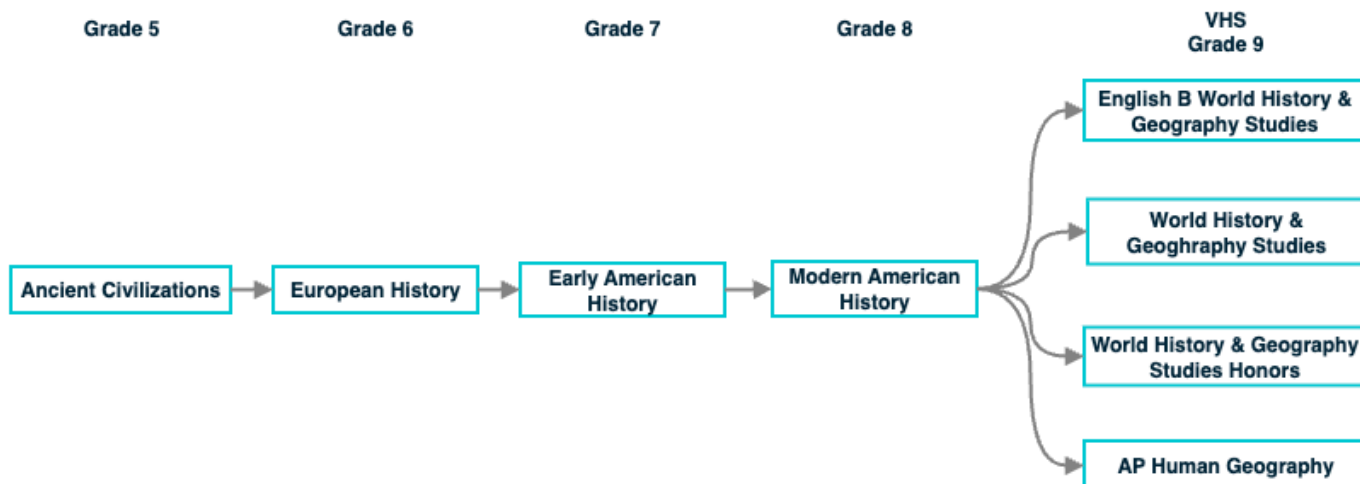 Grade 5
Grade 6
Grade 7
Grade 8
VHS
Grade 9
Ancient Civilizations
European History
Early American
History
Modern American
History
English B World History &
Geography Studies
World History &
Geoghraphy Studies
World History & Geography
Studies Honors
AP Human Geography